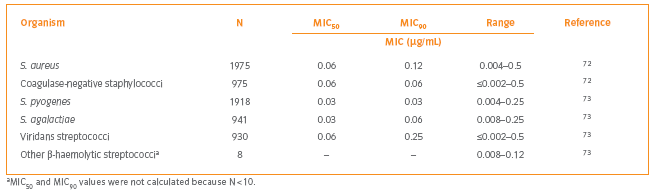 Organism N MIC50 MIC90 Range Reference
MIC (µg/mL)
S. aureus 1975 0.06 0.12 0.004–0.5 72
Coagulase-negative staphylococci 975 0.06 0.06 ≤0.002–0.5 72
S. pyogenes 1918 0.03 0.03 0.004–0.25 73
S. agalactiae 941 0.03 0.06 0.008–0.25 73
Viridans streptococci 930 0.06 0.25 ≤0.002–0.5 73
Other β-haemolytic streptococciᵃ 8 – – 0.008–0.12 73
ᵃMIC50 and MIC90 values were not calculated because N<10.